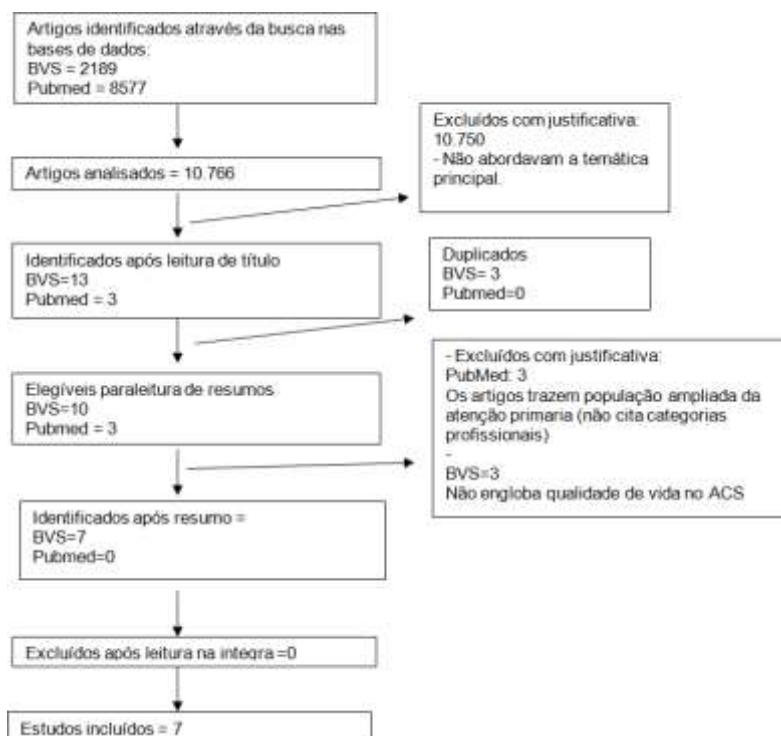 Artigos identificados através da busca nas
bases de dados:
BVS = 2189
Pubmed = 8577
Excluídos com justificativa:
10.750
- Não abordavam a temática
principal.
Artigos analisados = 10.766
Identificados após leitura de título
BVS=13
Pubmed = 3
Duplicados
BVS= 3
Pubmed=0
Elegíveis paraleitura de resumos
BVS=10
Pubmed = 3
- Excluídos com justificativa:
PubMed: 3
Os artigos trazem população ampliada da
atenção primaria (não cita categorias
profissionais)
-
BVS=3
Não engloba qualidade de vida no ACS
Identificados após resumo =
BVS=7
Pubmed=0
Excluídos após leitura na integra =0
Estudos incluídos = 7